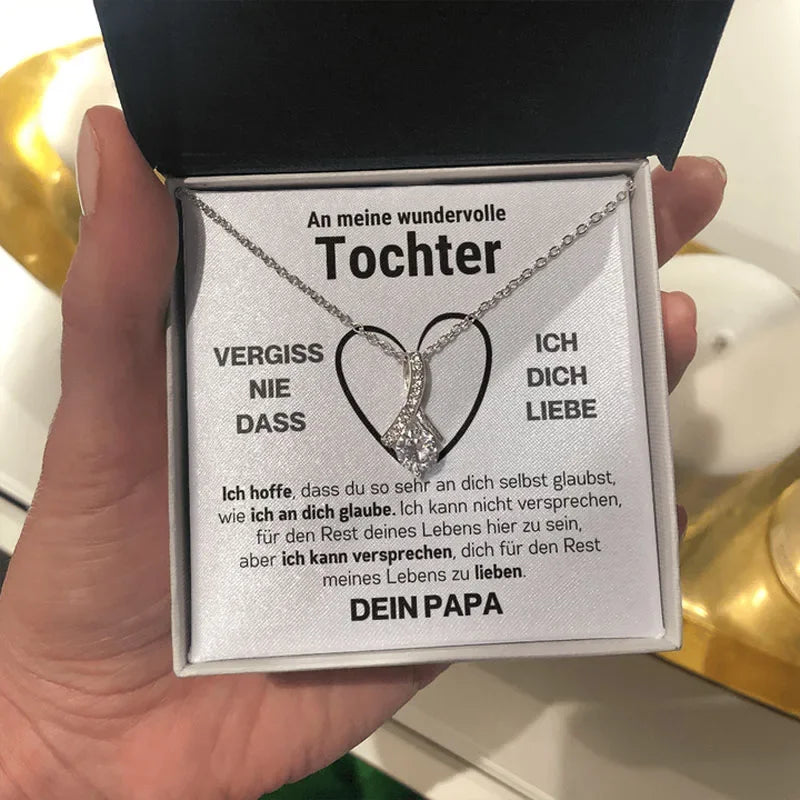 An meine wundervolle
Tochter
VERGISS
NIE
DASS
ICH
DICH
LIEBE
Ich hoffe, dass du so sehr an dich selbst glaubst,
wie ich an dich glaube. Ich kann nicht versprechen,
für den Rest deines Lebens hier zu sein,
aber ich kann versprechen, dich für den Rest
meines Lebens zu lieben.
DEIN PAPA